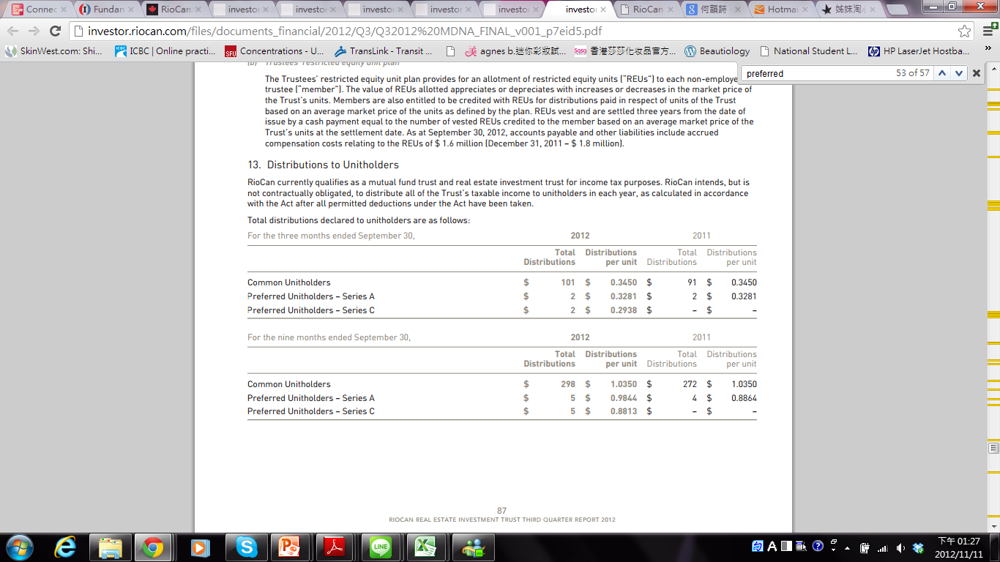 Connec
Fundan
RioCan
investo
investo
investo
investo
investo
investo
RioCan
何韻詩 -
Hotmai
姊妹淘
investor.riocan.com/files/documents_financial/2012/Q3/Q32012%20MDNA_FINAL_v001_p7eid5.pdf
SkinWest.com: Shi...
ICBC | Online practi...
SFU
Concentrations - U...
TransLink - Transit ...
agnes b.迷你彩妝試...
Sasa
香港莎莎化妆品官方...
Beautiology
National Student L...
HP LaserJet Hostba...
»
preferred
53 of 57
(b) Trustees' restricted equity unit plan
The Trustees' restricted equity unit plan provides for an allotment of restricted equity units ("REUs") to each non-employe
trustee ("member"). The value of REUs allotted appreciates or depreciates with increases or decreases in the market price of
the Trust's units. Members are also entitled to be credited with REUs for distributions paid in respect of units of the Trust
based on an average market price of the units as defined by the plan. REUs vest and are settled three years from the date of
issue by a cash payment equal to the number of vested REUs credited to the member based on an average market price of the
Trust's units at the settlement date. As at September 30, 2012, accounts payable and other liabilities include accrued
compensation costs relating to the REUs of $ 1.6 million (December 31, 2011 – $ 1.8 million).
13. Distributions to Unitholders
RioCan currently qualifies as a mutual fund trust and real estate investment trust for income tax purposes. RioCan intends, but is
not contractually obligated, to distribute all of the Trust's taxable income to unitholders in each year, as calculated in accordance
with the Act after all permitted deductions under the Act have been taken.
Total distributions declared to unitholders are as follows:
For the three months ended September 30, 2012 2011
Total Distributions Total Distributions
Distributions per unit Distributions per unit
Common Unitholders $ 101 $ 0.3450 $ 91 $ 0.3450
Preferred Unitholders – Series A $ 2 $ 0.3281 $ 2 $ 0.3281
Preferred Unitholders – Series C $ 2 $ 0.2938 $ – $ –
For the nine months ended September 30, 2012 2011
Total Distributions Total Distributions
Distributions per unit Distributions per unit
Common Unitholders $ 298 $ 1.0350 $ 272 $ 1.0350
Preferred Unitholders – Series A $ 5 $ 0.9844 $ 4 $ 0.8864
Preferred Unitholders – Series C $ 5 $ 0.8813 $ – $ –
87
RIOCAN REAL ESTATE INVESTMENT TRUST THIRD QUARTER REPORT 2012
LINE
A
下午 01:27
2012/11/11